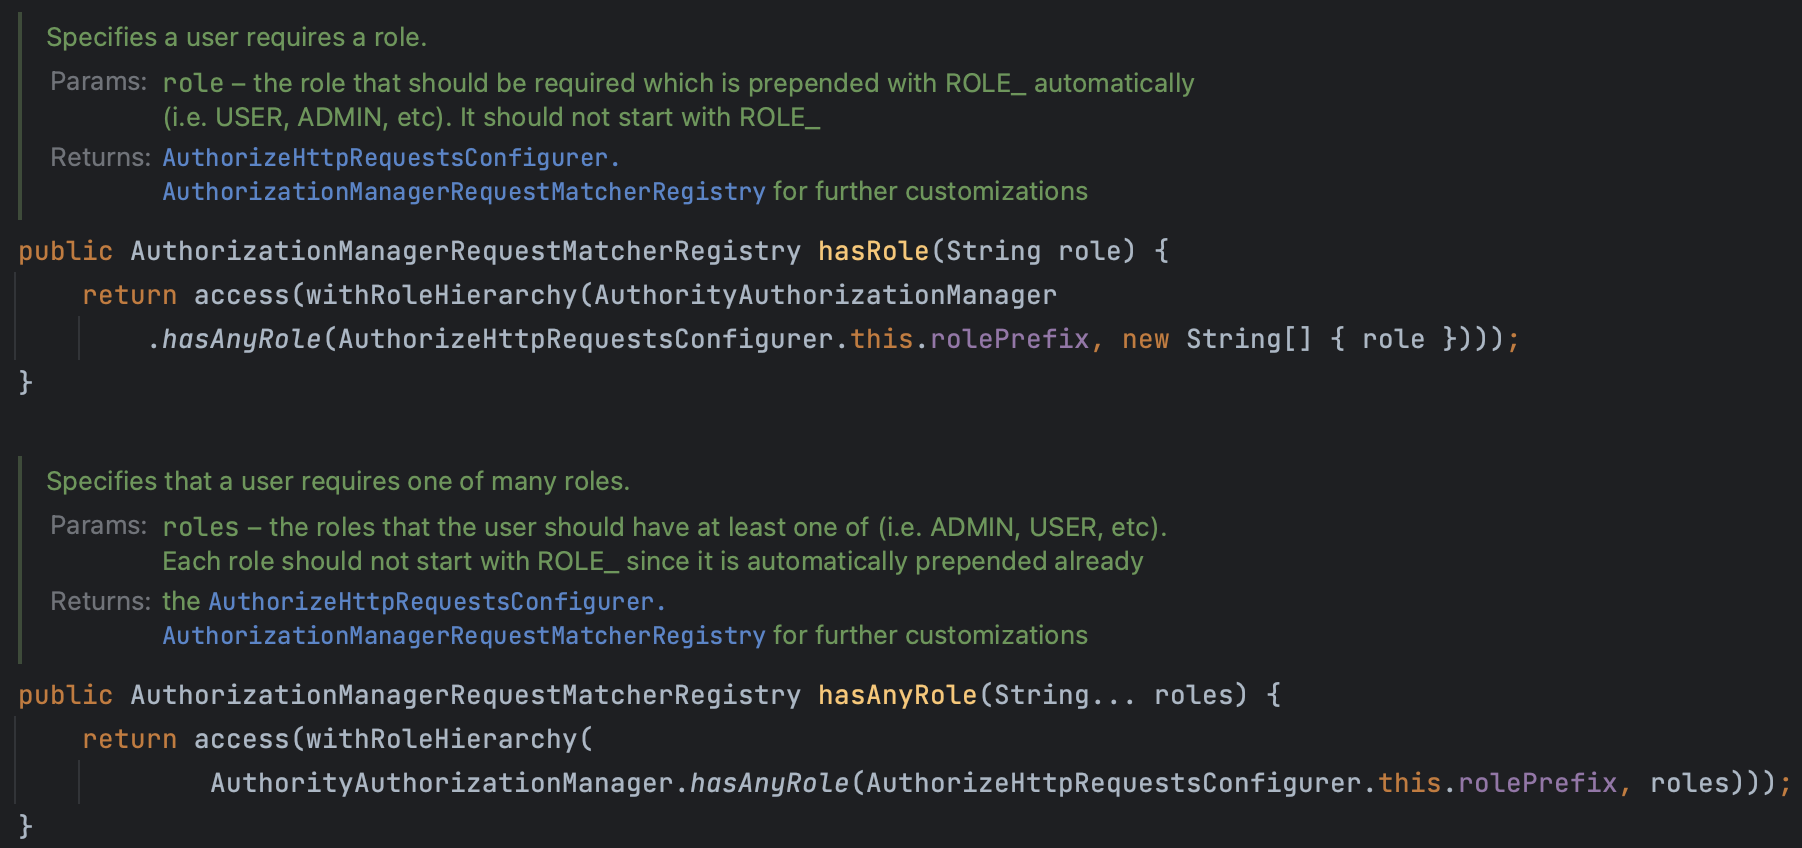 Specifies a user requires a role.
Params: role – the role that should be required which is prepended with ROLE_ automatically
(i.e. USER, ADMIN, etc). It should not start with ROLE_
Returns: AuthorizeHttpRequestsConfigurer.
AuthorizationManagerRequestMatcherRegistry for further customizations
public AuthorizationManagerRequestMatcherRegistry hasRole(String role) {
return access(withRoleHierarchy(AuthorityAuthorizationManager
.hasAnyRole(AuthorizeHttpRequestsConfigurer.this.rolePrefix, new String[] { role })));
}
Specifies that a user requires one of many roles.
Params: roles – the roles that the user should have at least one of (i.e. ADMIN, USER, etc).
Each role should not start with ROLE_ since it is automatically prepended already
Returns: the AuthorizeHttpRequestsConfigurer.
AuthorizationManagerRequestMatcherRegistry for further customizations
public AuthorizationManagerRequestMatcherRegistry hasAnyRole(String... roles) {
return access(withRoleHierarchy(
AuthorityAuthorizationManager.hasAnyRole(AuthorizeHttpRequestsConfigurer.this.rolePrefix, roles)));
}